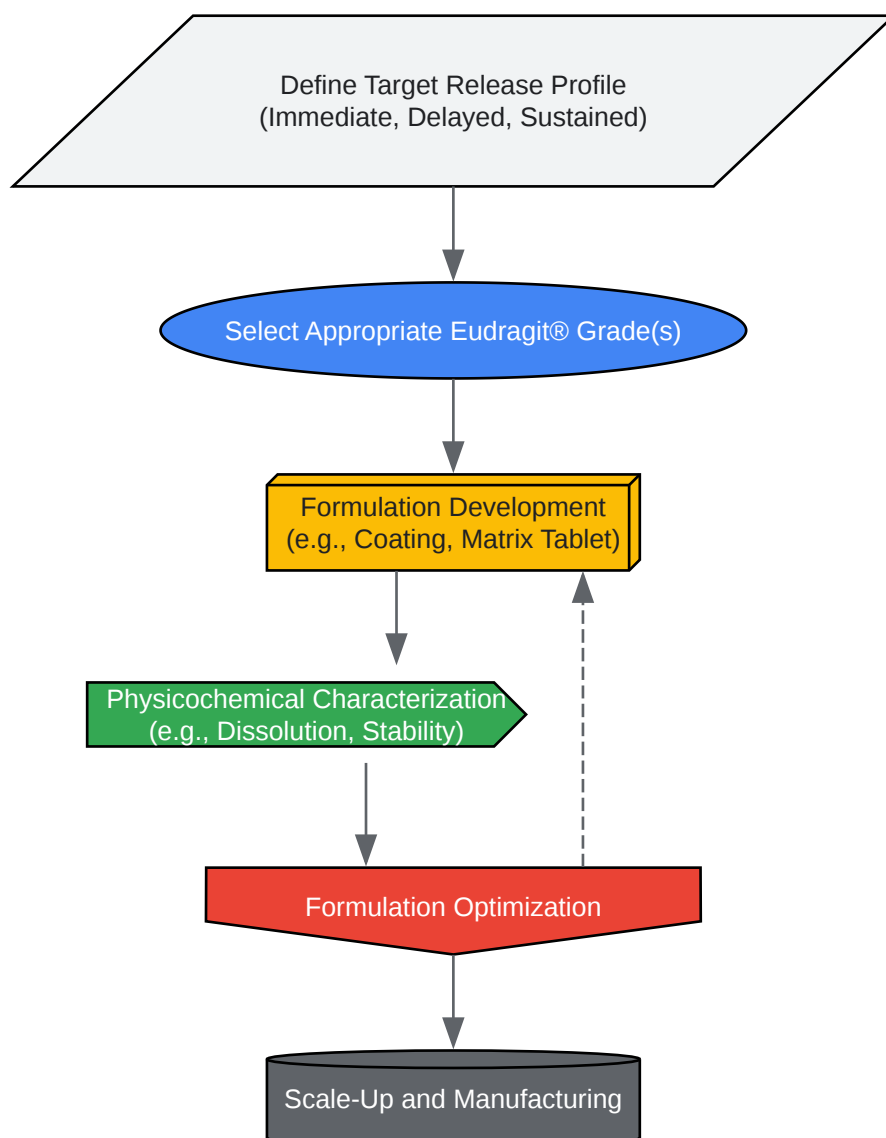 Define Target Release Profile
(Immediate, Delayed, Sustained)
Select Appropriate Eudragit® Grade(s)
Formulation Development
(e.g., Coating, Matrix Tablet)
Physicochemical Characterization
(e.g., Dissolution, Stability)
Formulation Optimization
Scale-Up and Manufacturing